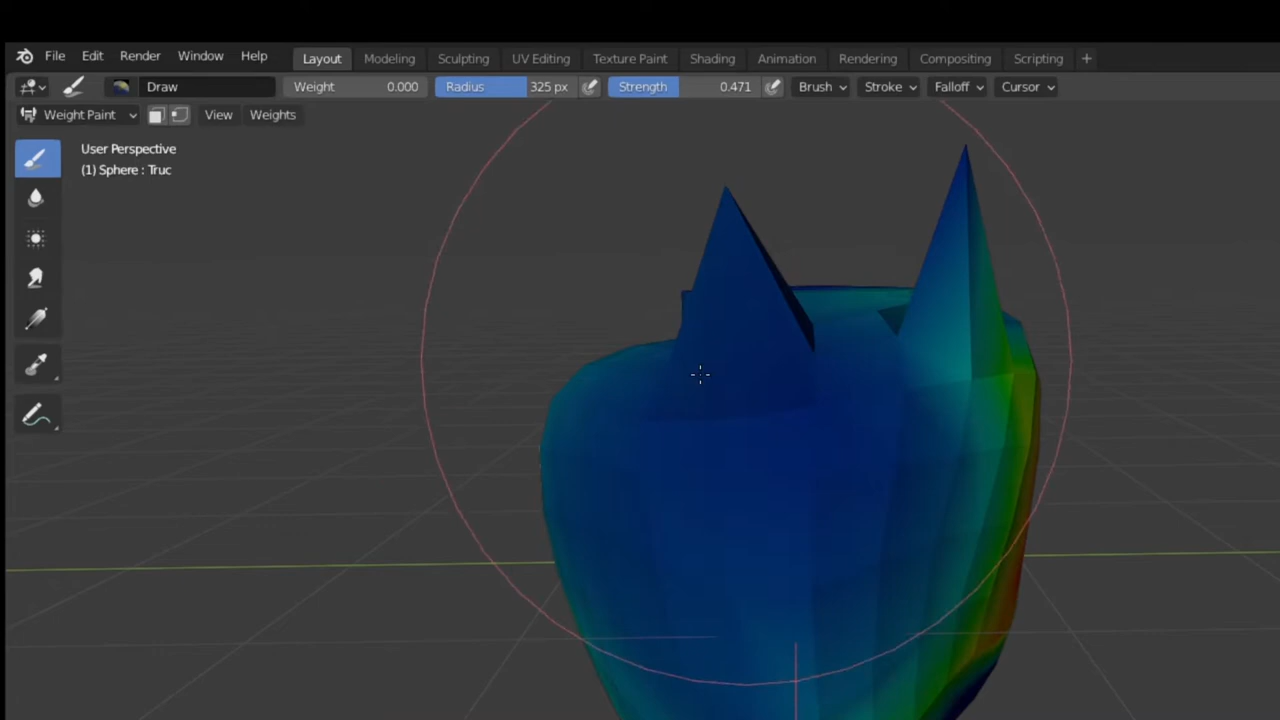 File Edit Render Window Help Layout Modeling Sculpting UV Editing Texture Paint Shading Animation Rendering Compositing Scripting +
Draw Weight 0.000 Radius 325 px Strength 0.471 Brush Stroke Falloff Cursor
Weight Paint View Weights
User Perspective
(1) Sphere : Truc